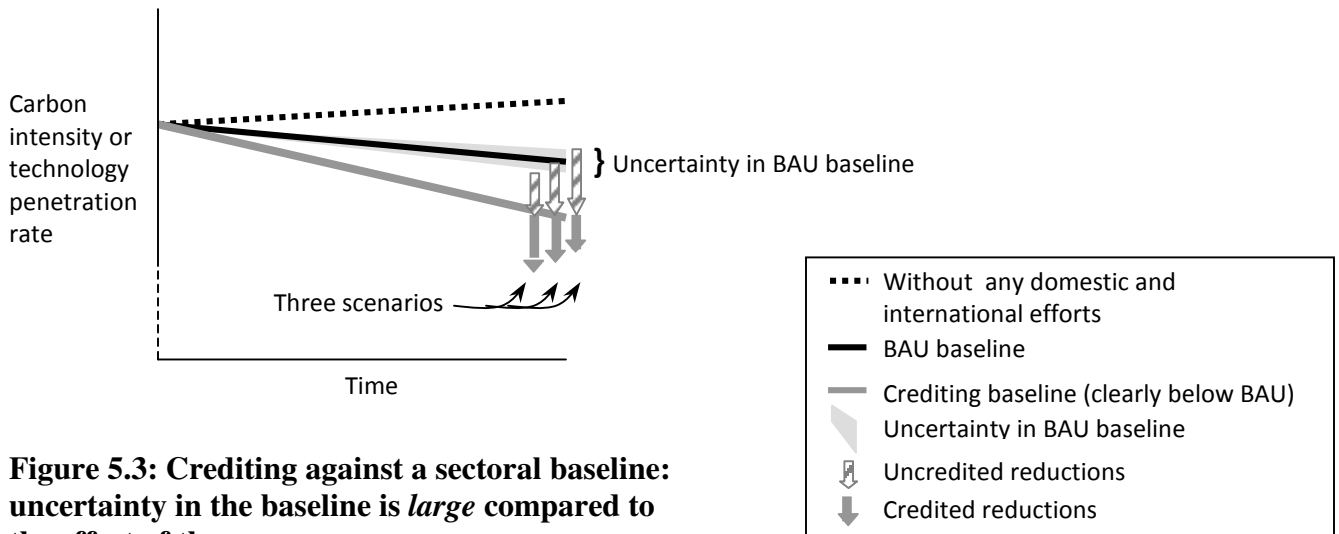 Carbon
intensity or
technology
penetration
rate
} Uncertainty in BAU baseline
Three scenarios
Time
Without any domestic and
international efforts
BAU baseline
Crediting baseline (clearly below BAU)
Uncertainty in BAU baseline
Uncredited reductions
Credited reductions
Figure 5.3: Crediting against a sectoral baseline:
uncertainty in the baseline is large compared to